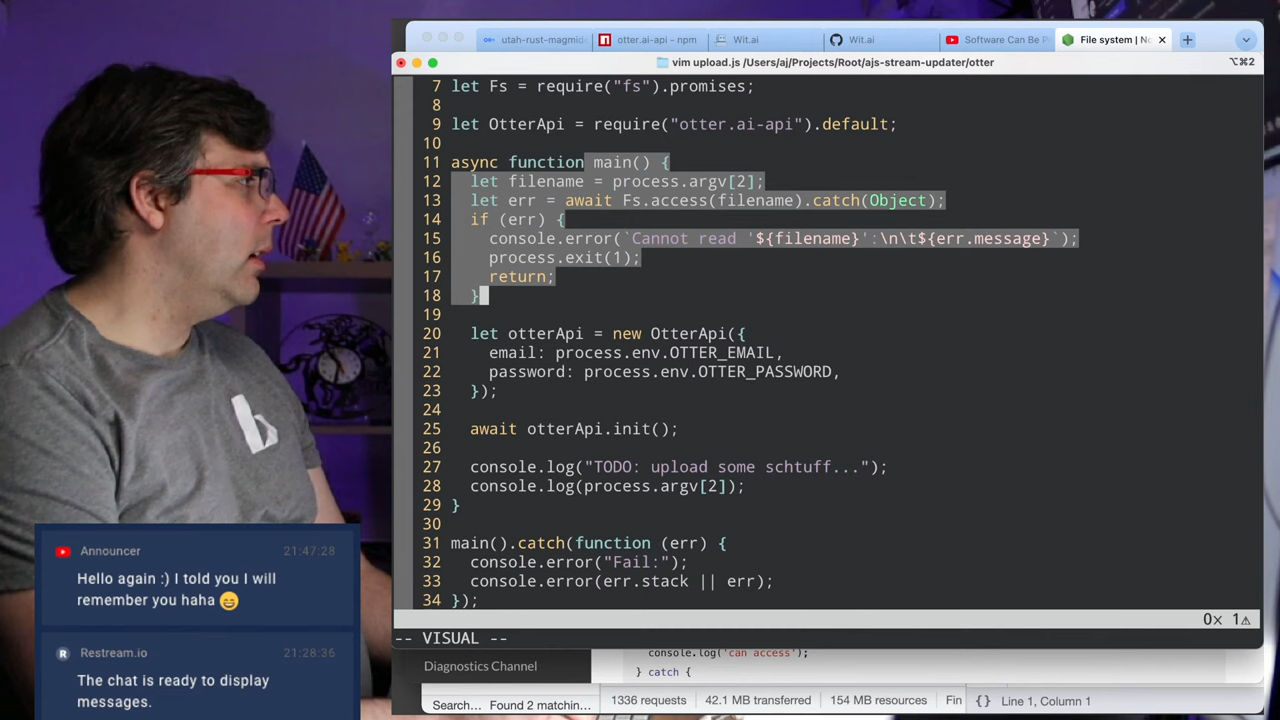 utah-rust-magmid
otter.ai-api - npm
Wit.ai
Wit.ai
Software Can Be P
File system | No
vim upload.js /Users/aj/Projects/Root/ajs-stream-updater/otter
⌥⌘2
7 let Fs = require("fs").promises;
8
9 let OtterApi = require("otter.ai-api").default;
10
11 async function main() {
12 let filename = process.argv[2];
13 let err = await Fs.access(filename).catch(Object);
14 if (err) {
15 console.error(`Cannot read '${filename}':\n\t${err.message}`);
16 process.exit(1);
17 return;
18 }
19
20 let otterApi = new OtterApi({
21 email: process.env.OTTER_EMAIL,
22 password: process.env.OTTER_PASSWORD,
23 });
24
25 await otterApi.init();
26
27 console.log("TODO: upload some schtuff...");
28 console.log(process.argv[2]);
29 }
30
31 main().catch(function (err) {
32 console.error("Fail:");
33 console.error(err.stack || err);
34 });
0× 1⚠
-- VISUAL --
console.log('can access');
Diagnostics Channel
} catch {
Search... Found 2 matchin...
1336 requests 42.1 MB transferred 154 MB resources Fin
{} Line 1, Column 1
Announcer 21:47:28
Hello again :) I told you I will
remember you haha 😄
Restream.io 21:28:36
The chat is ready to display
messages.